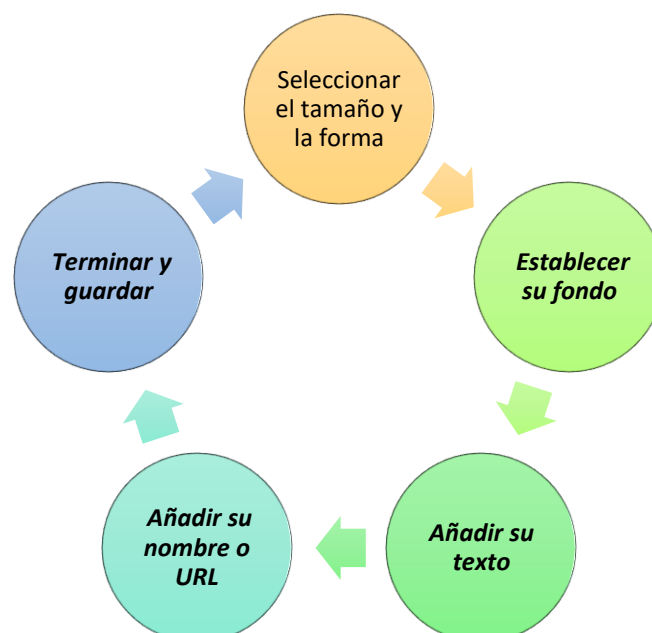 Seleccionar
el tamaño y
la forma
Establecer
su fondo
Añadir su
texto
Añadir su
nombre o
URL
Terminar y
guardar